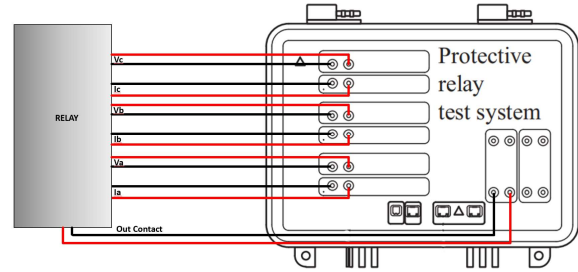 Protective
relay
test system
RELAY
Vc
Ic
Vb
Ib
Va
Ia
Out Contact